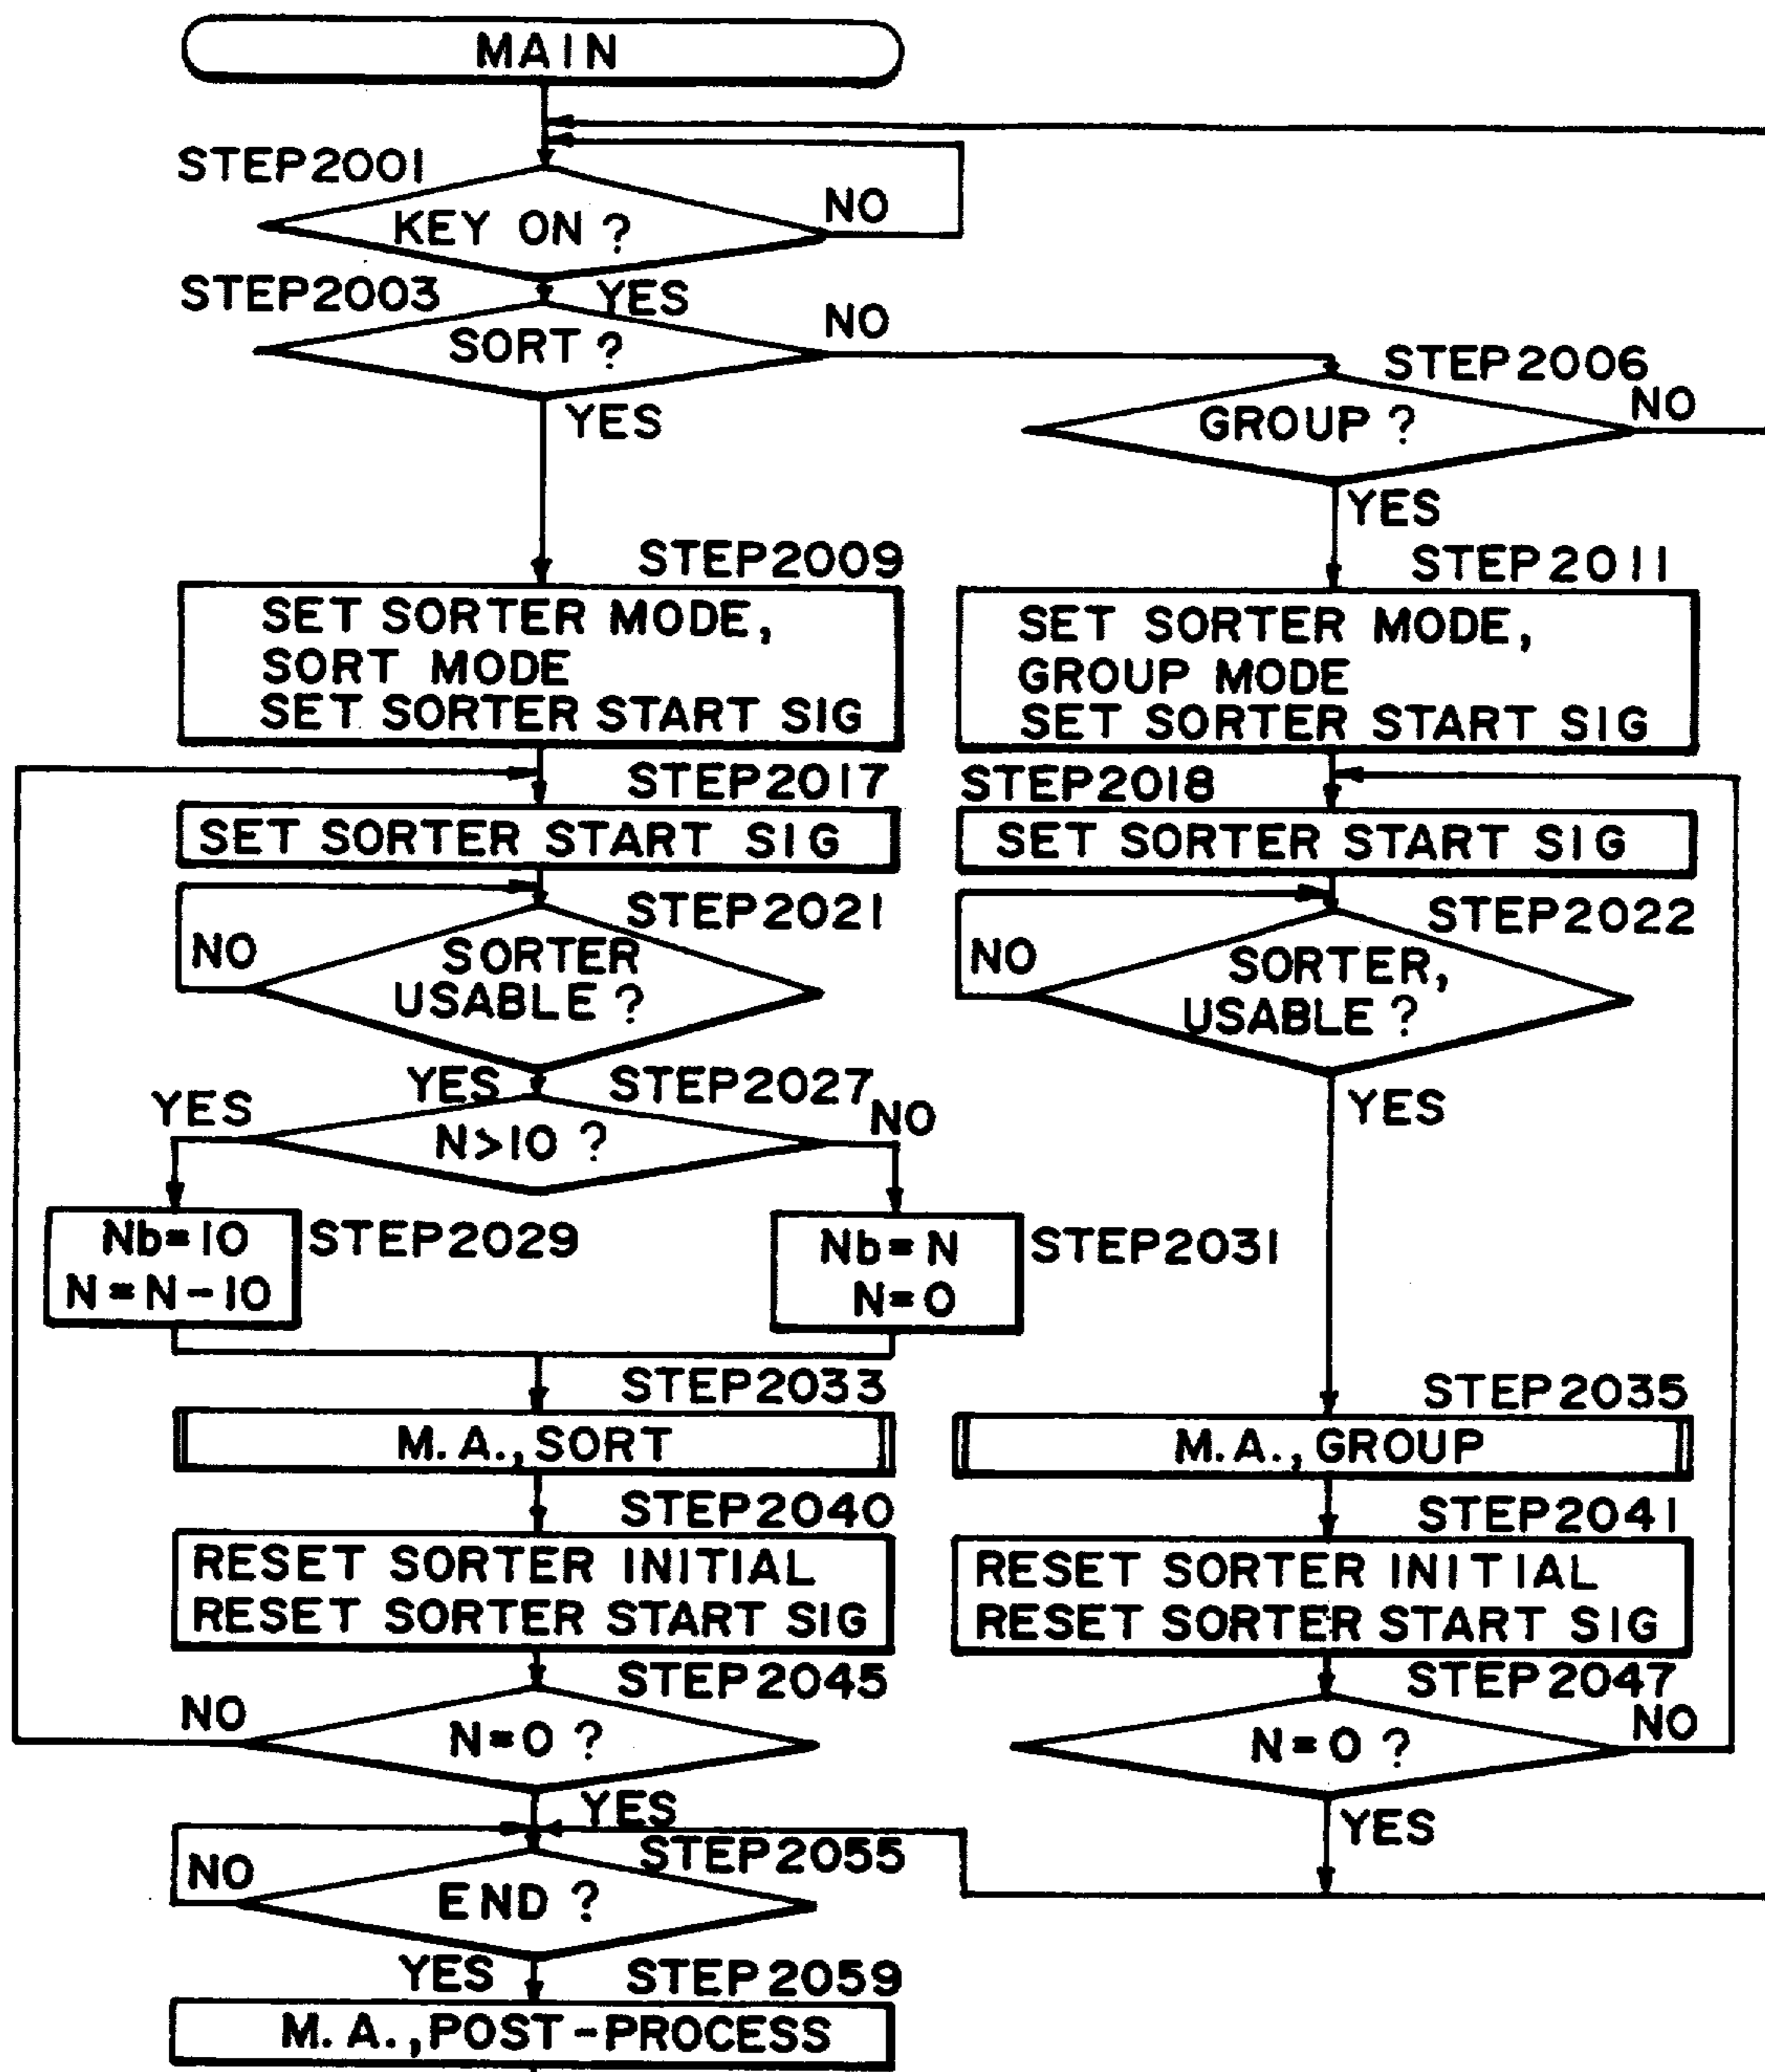 MAIN
STEP2001
KEY ON ?
NO
YES
STEP2003
SORT ?
NO
YES
STEP2006
GROUP ?
NO
YES
STEP2009
SET SORTER MODE,
SORT MODE
SET SORTER START SIG
STEP2011
SET SORTER MODE,
GROUP MODE
SET SORTER START SIG
STEP2017
SET SORTER START SIG
STEP2018
SET SORTER START SIG
STEP2021
SORTER
USABLE ?
NO
YES
STEP2022
SORTER,
USABLE ?
NO
YES
STEP2027
N>10 ?
YES
NO
Nb=10
N=N-10
STEP2029
Nb=N
N=0
STEP2031
STEP2033
M.A.,SORT
STEP2035
M.A.,GROUP
STEP2040
RESET SORTER INITIAL
RESET SORTER START SIG
STEP2041
RESET SORTER INITIAL
RESET SORTER START SIG
STEP2045
N=0 ?
NO
YES
STEP2047
N=0 ?
NO
YES
STEP2055
END ?
NO
YES
STEP2059
M.A.,POST-PROCESS